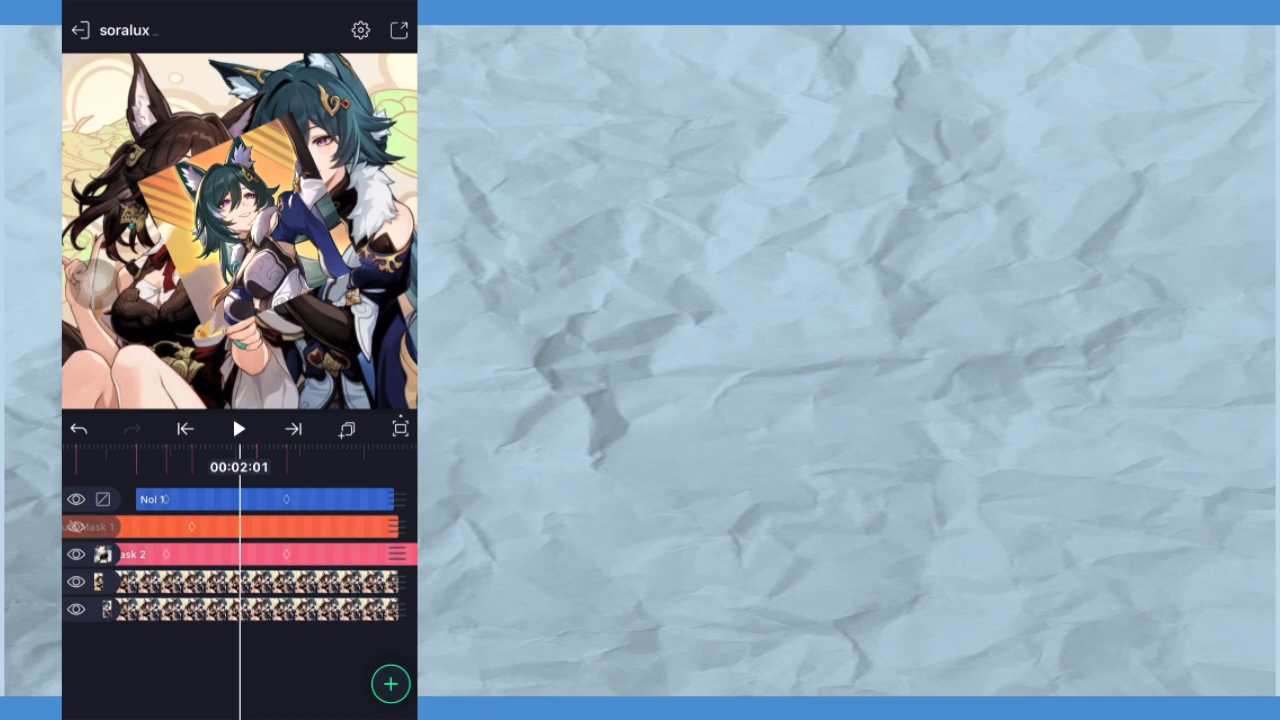 soralux
00:02:01
Nol 1
Mask 1
ask 2